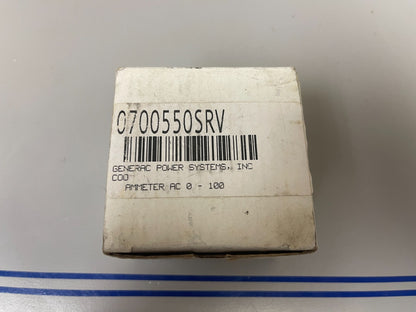 0700550SRV
GENERAC POWER SYSTEMS, INC
COO
AMMETER AC 0 - 100